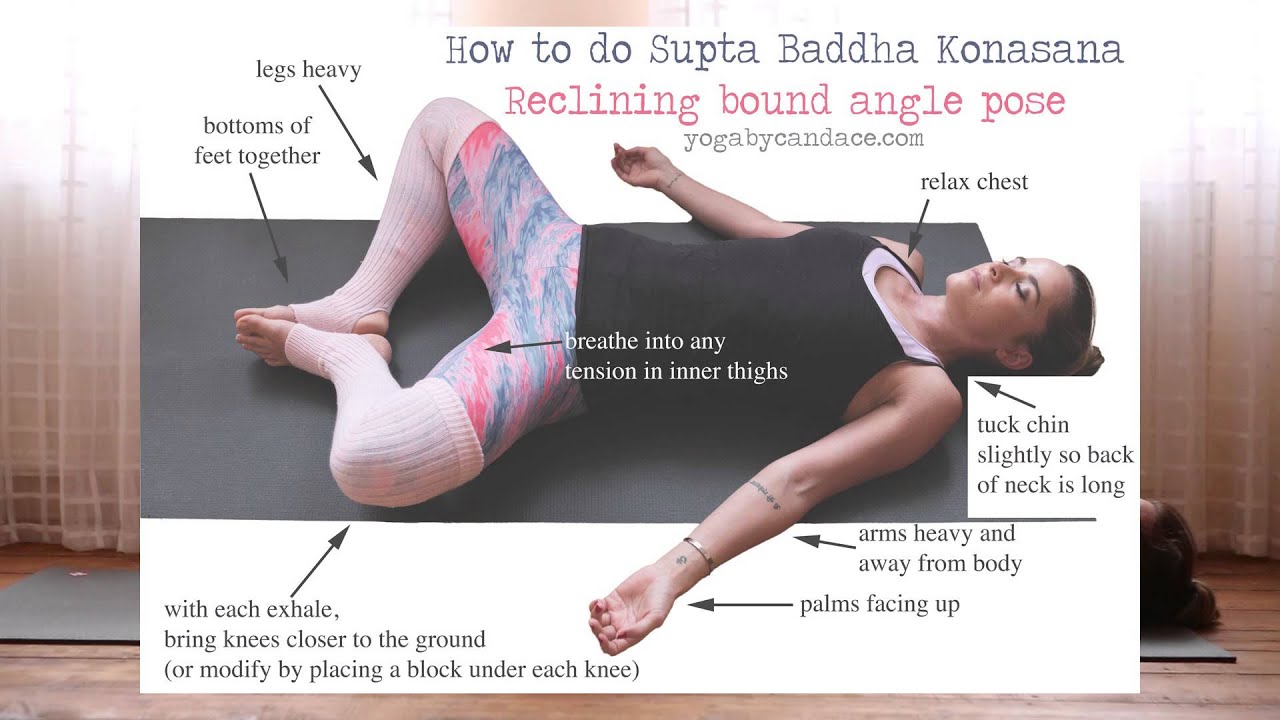 How to do Supta Baddha Konasana
Reclining bound angle pose
yogabycandace.com
legs heavy
bottoms of
feet together
relax chest
breathe into any
tension in inner thighs
tuck chin
slightly so back
of neck is long
arms heavy and
away from body
palms facing up
with each exhale,
bring knees closer to the ground
(or modify by placing a block under each knee)